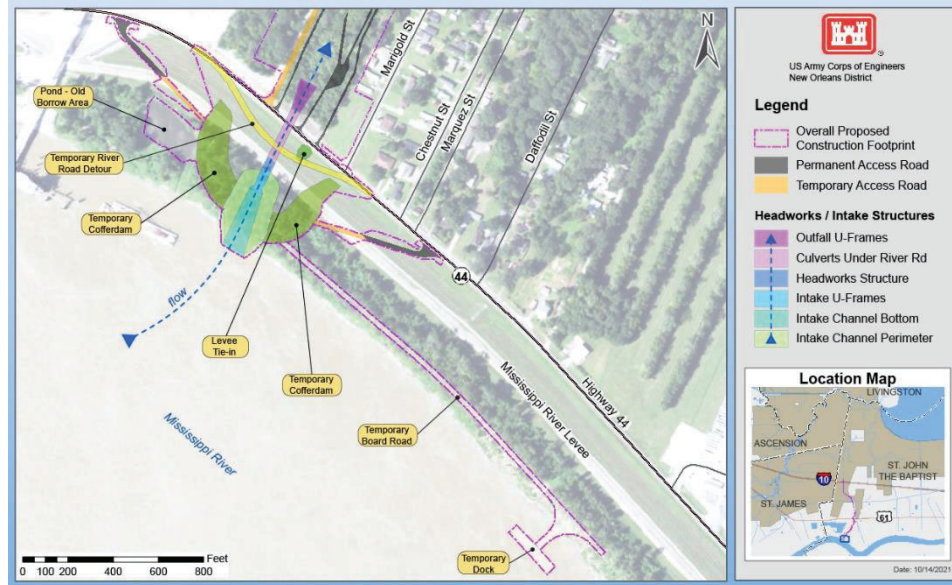 N
Marigold St
Chestnut St
Marquez St
Daffodil St
Pond - Old
Borrow Area
Temporary River
Road Detour
Temporary
Cofferdam
44
flow
Levee
Tie-in
Temporary
Cofferdam
Mississippi River Levee
Highway 44
Temporary
Board Road
Mississippi River
Temporary
Dock
Feet
0 100 200 400 600 800
®
US Army Corps of Engineers
New Orleans District
Legend
Overall Proposed
Construction Footprint
Permanent Access Road
Temporary Access Road
Headworks / Intake Structures
Outfall U-Frames
Culverts Under River Rd
Headworks Structure
Intake U-Frames
Intake Channel Bottom
Intake Channel Perimeter
Location Map
LIVINGSTON
ASCENSION
ST. JOHN
THE BAPTIST
10
ST. JAMES
61
Date: 10/14/2021